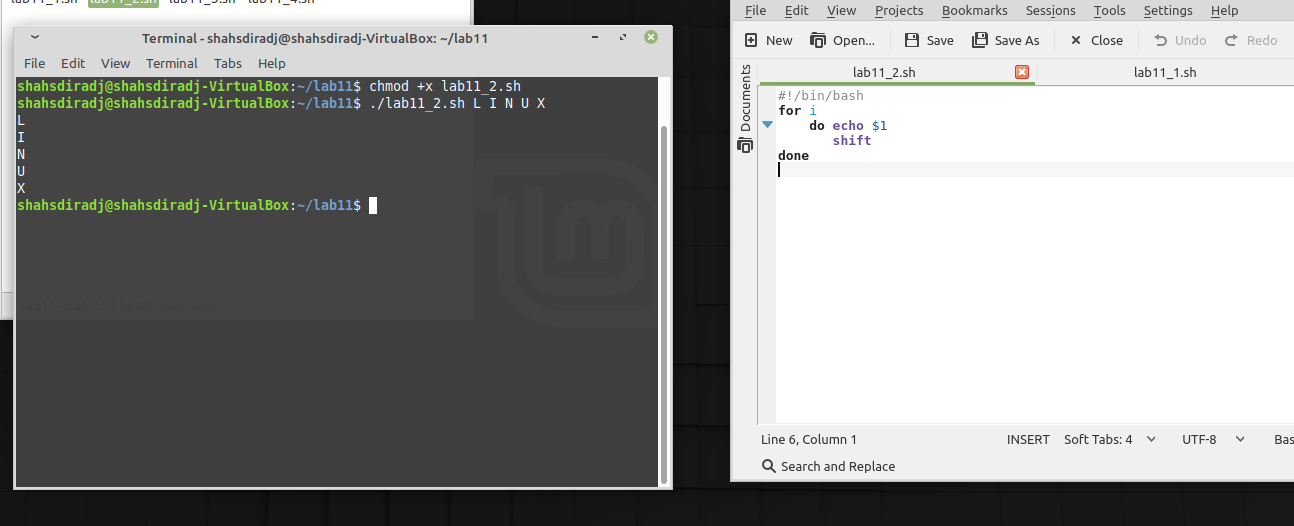 lab11_1.sh lab11_2.sh lab11_3.sh lab11_4.sh
Terminal - shahsdiradj@shahsdiradj-VirtualBox: ~/lab11
File Edit View Terminal Tabs Help
shahsdiradj@shahsdiradj-VirtualBox:~/lab11$ chmod +x lab11_2.sh
shahsdiradj@shahsdiradj-VirtualBox:~/lab11$ ./lab11_2.sh L I N U X
L
I
N
U
X
shahsdiradj@shahsdiradj-VirtualBox:~/lab11$
File Edit View Projects Bookmarks Sessions Tools Settings Help
New Open... Save Save As Close Undo Redo
lab11_2.sh lab11_1.sh
Documents
#!/bin/bash
for i
do echo $1
shift
done
Line 6, Column 1 INSERT Soft Tabs: 4 UTF-8 Bas
Search and Replace